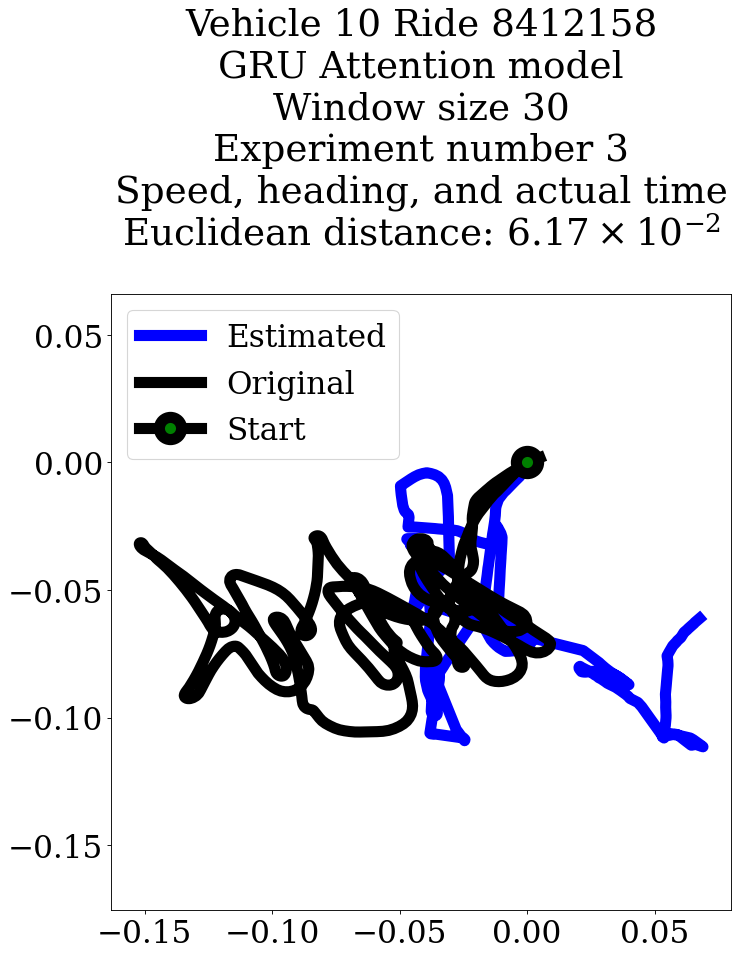 Vehicle 10 Ride 8412158
GRU Attention model
Window size 30
Experiment number 3
Speed, heading, and actual time
Euclidean distance: 6.17 × 10⁻²
Estimated
Original
Start
0.05
0.00
−0.05
−0.10
−0.15
−0.15 −0.10 −0.05 0.00 0.05